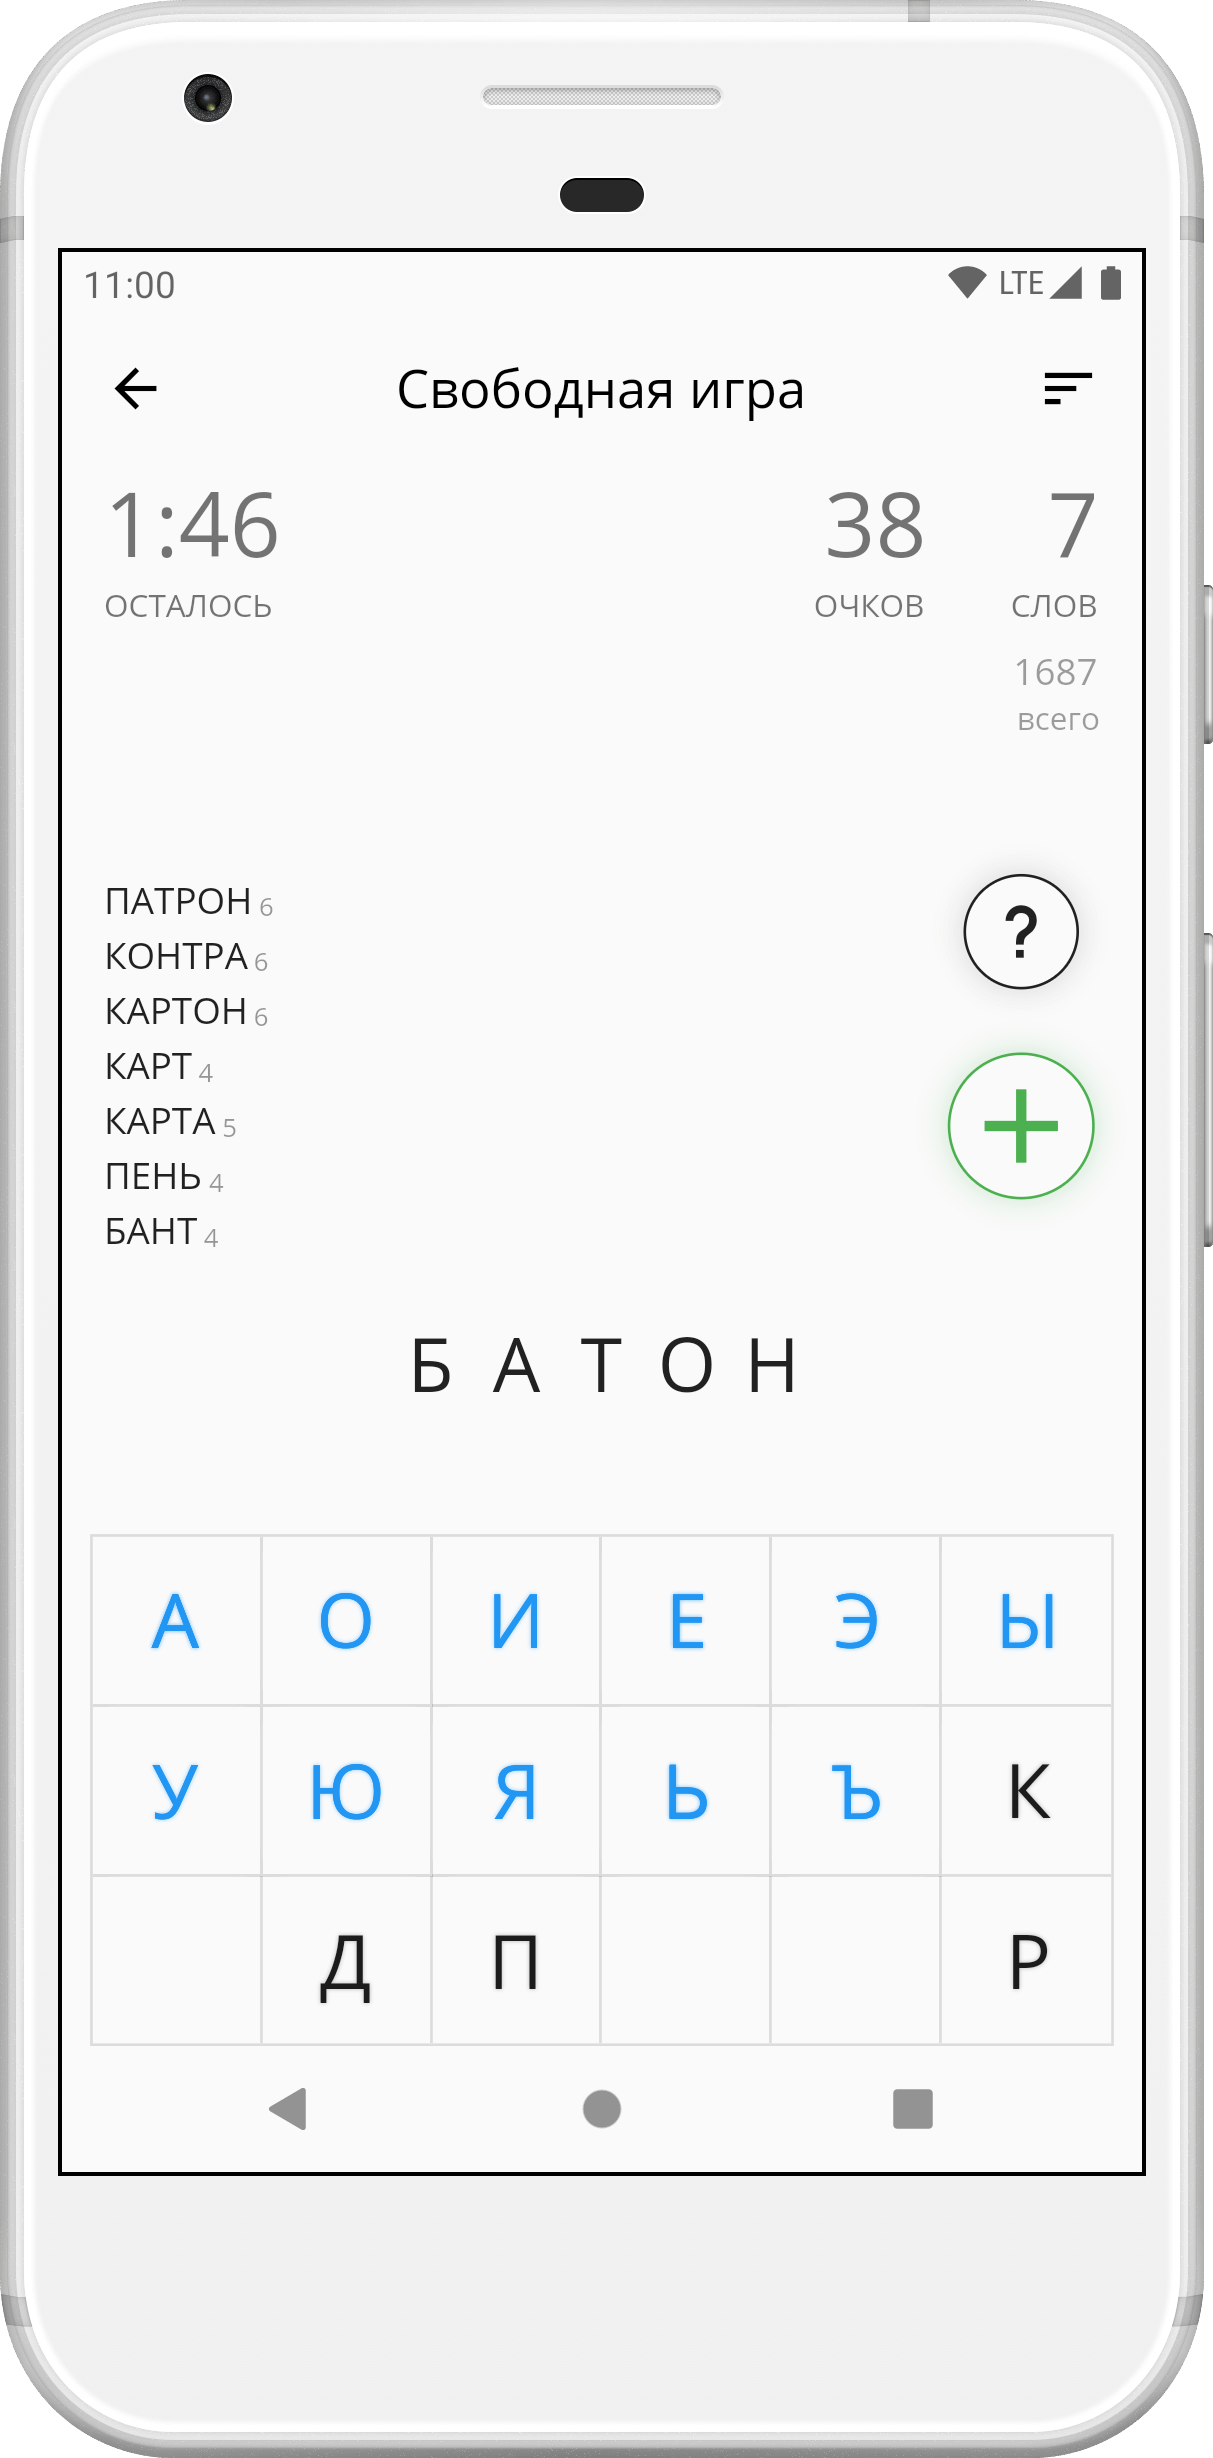 11:00 LTE
Свободная игра
1:46 38 7
ОСТАЛОСЬ ОЧКОВ СЛОВ
1687
всего
ПАТРОН 6
?
КОНТРА 6
КАРТОН 6
КАРТ 4
КАРТА 5
+
ПЕНЬ 4
БАНТ 4
БАТОН
А О И Е Э Ы
У Ю Я Ь Ъ К
Д П Р